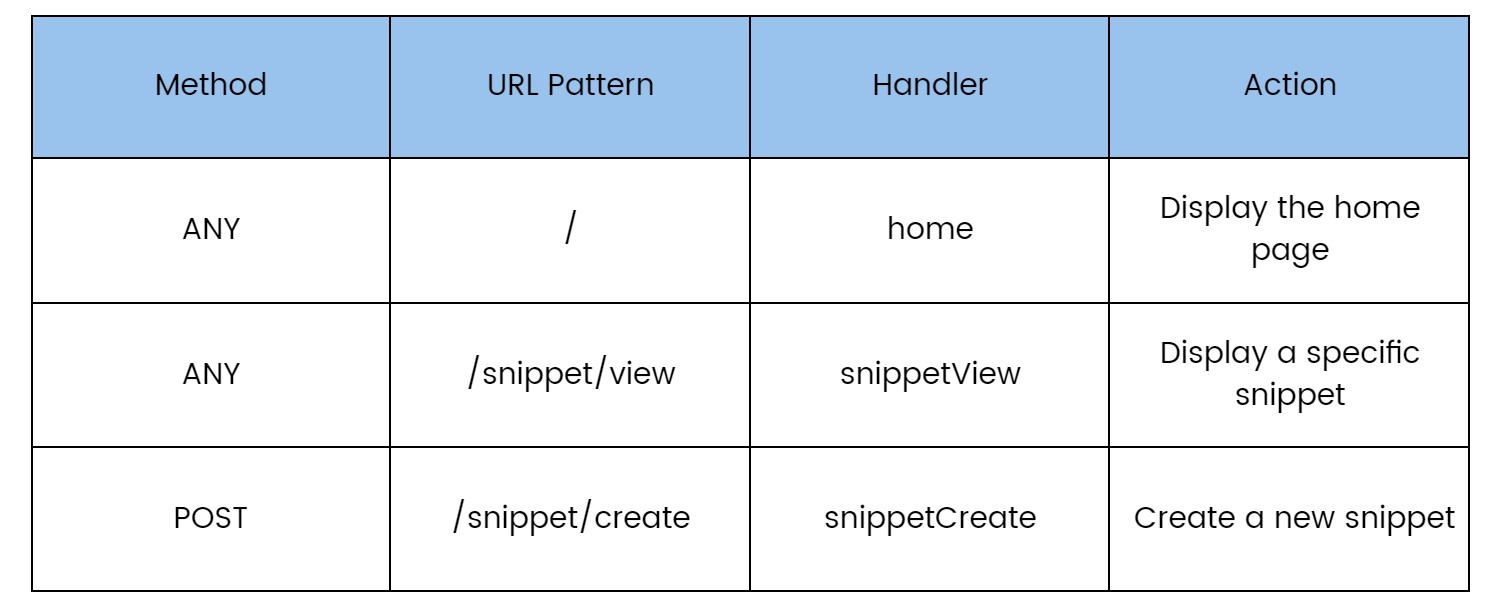 Method URL Pattern Handler Action
ANY / home Display the home
page
ANY /snippet/view snippetView Display a specific
snippet
POST /snippet/create snippetCreate Create a new snippet